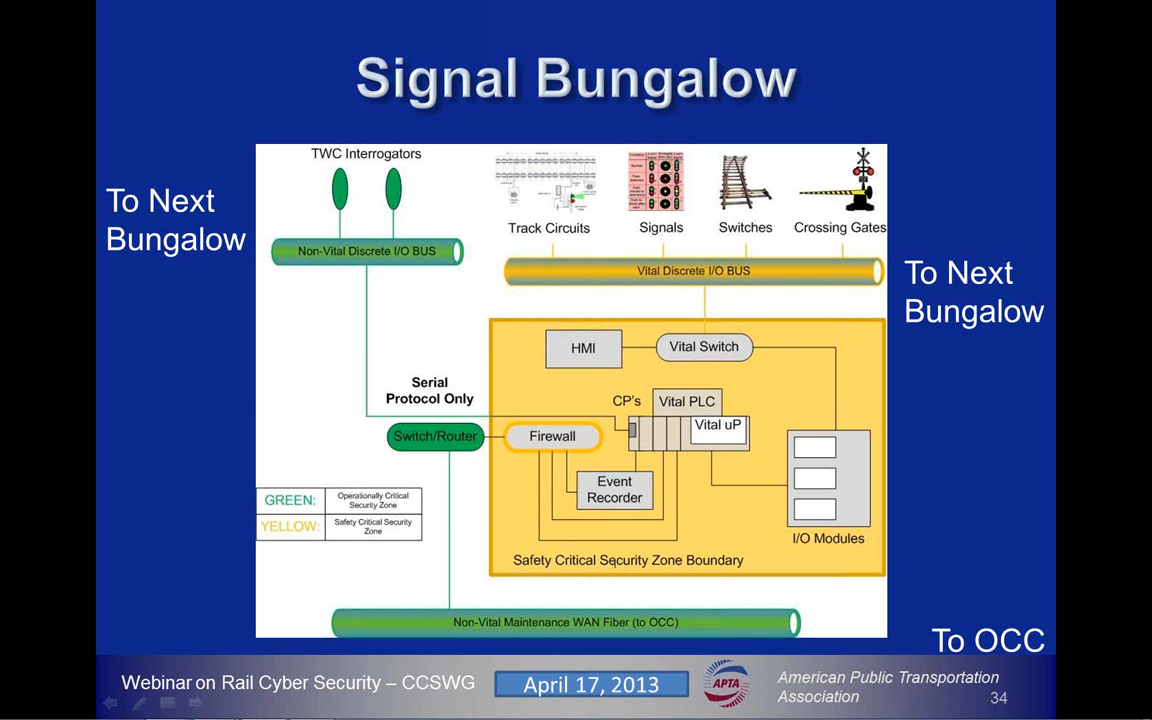 Signal Bungalow
To Next
Bungalow
TWC Interrogators
Non-Vital Discrete I/O BUS
Track Circuits
Signals
Switches
Crossing Gates
Vital Discrete I/O BUS
To Next
Bungalow
HMI
Vital Switch
Serial
Protocol Only
CP's
Vital PLC
Vital uP
Switch/Router
Firewall
Event
Recorder
I/O Modules
GREEN:
Operationally Critical
Security Zone
YELLOW:
Safety Critical Security
Zone
Safety Critical Security Zone Boundary
Non-Vital Maintenance WAN Fiber (to OCC)
To OCC
Webinar on Rail Cyber Security – CCSWG
April 17, 2013
APTA
American Public Transportation
Association
34